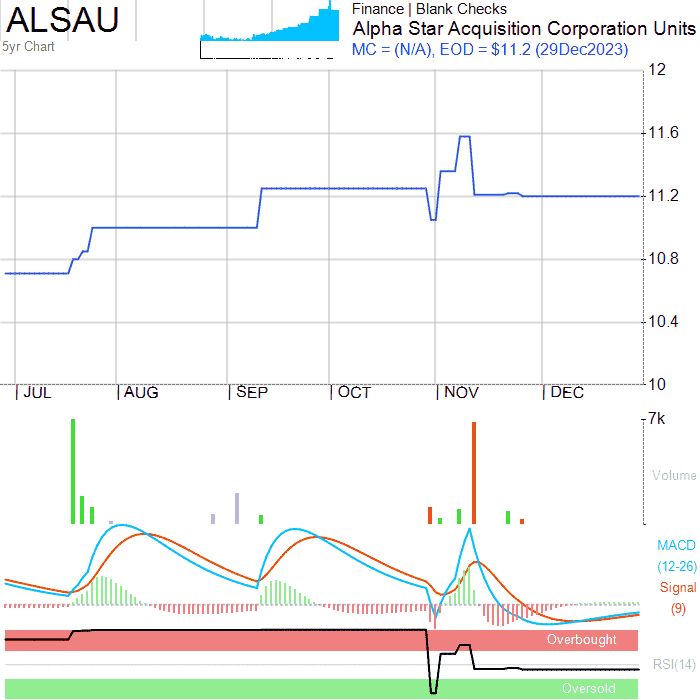 ALSAU
5yr Chart
Finance | Blank Checks
Alpha Star Acquisition Corporation Units
MC = (N/A), EOD = $11.2 (29Dec2023)
12
11.6
11.2
10.8
10.4
10
JUL AUG SEP OCT NOV DEC
7k
Volume
MACD
(12-26)
Signal
(9)
Overbought
RSI(14)
Oversold